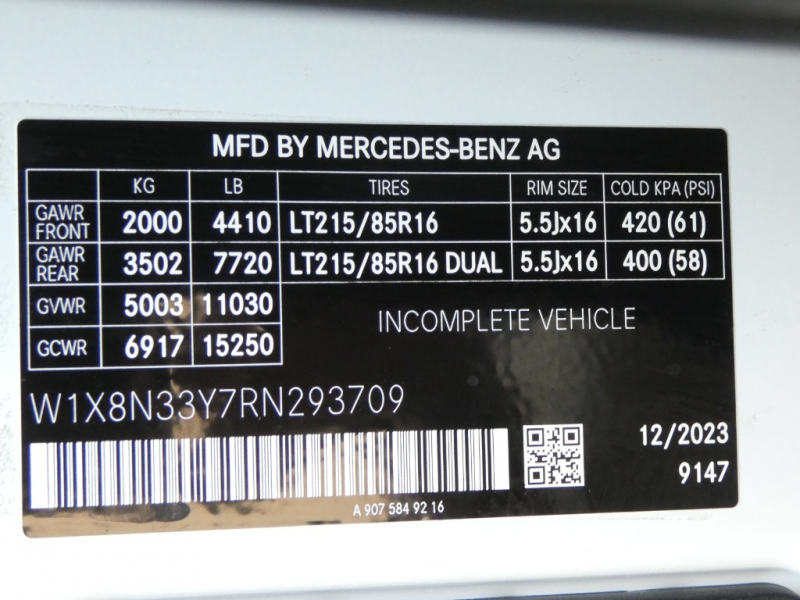 MFD BY MERCEDES-BENZ AG
KG LB TIRES RIM SIZE COLD KPA (PSI)
GAWR FRONT 2000 4410 LT215/85R16 5.5Jx16 420 (61)
GAWR REAR 3502 7720 LT215/85R16 DUAL 5.5Jx16 400 (58)
GVWR 5003 11030
INCOMPLETE VEHICLE
GCWR 6917 15250
W1X8N33Y7RN293709
12/2023
9147
A 907 584 92 16